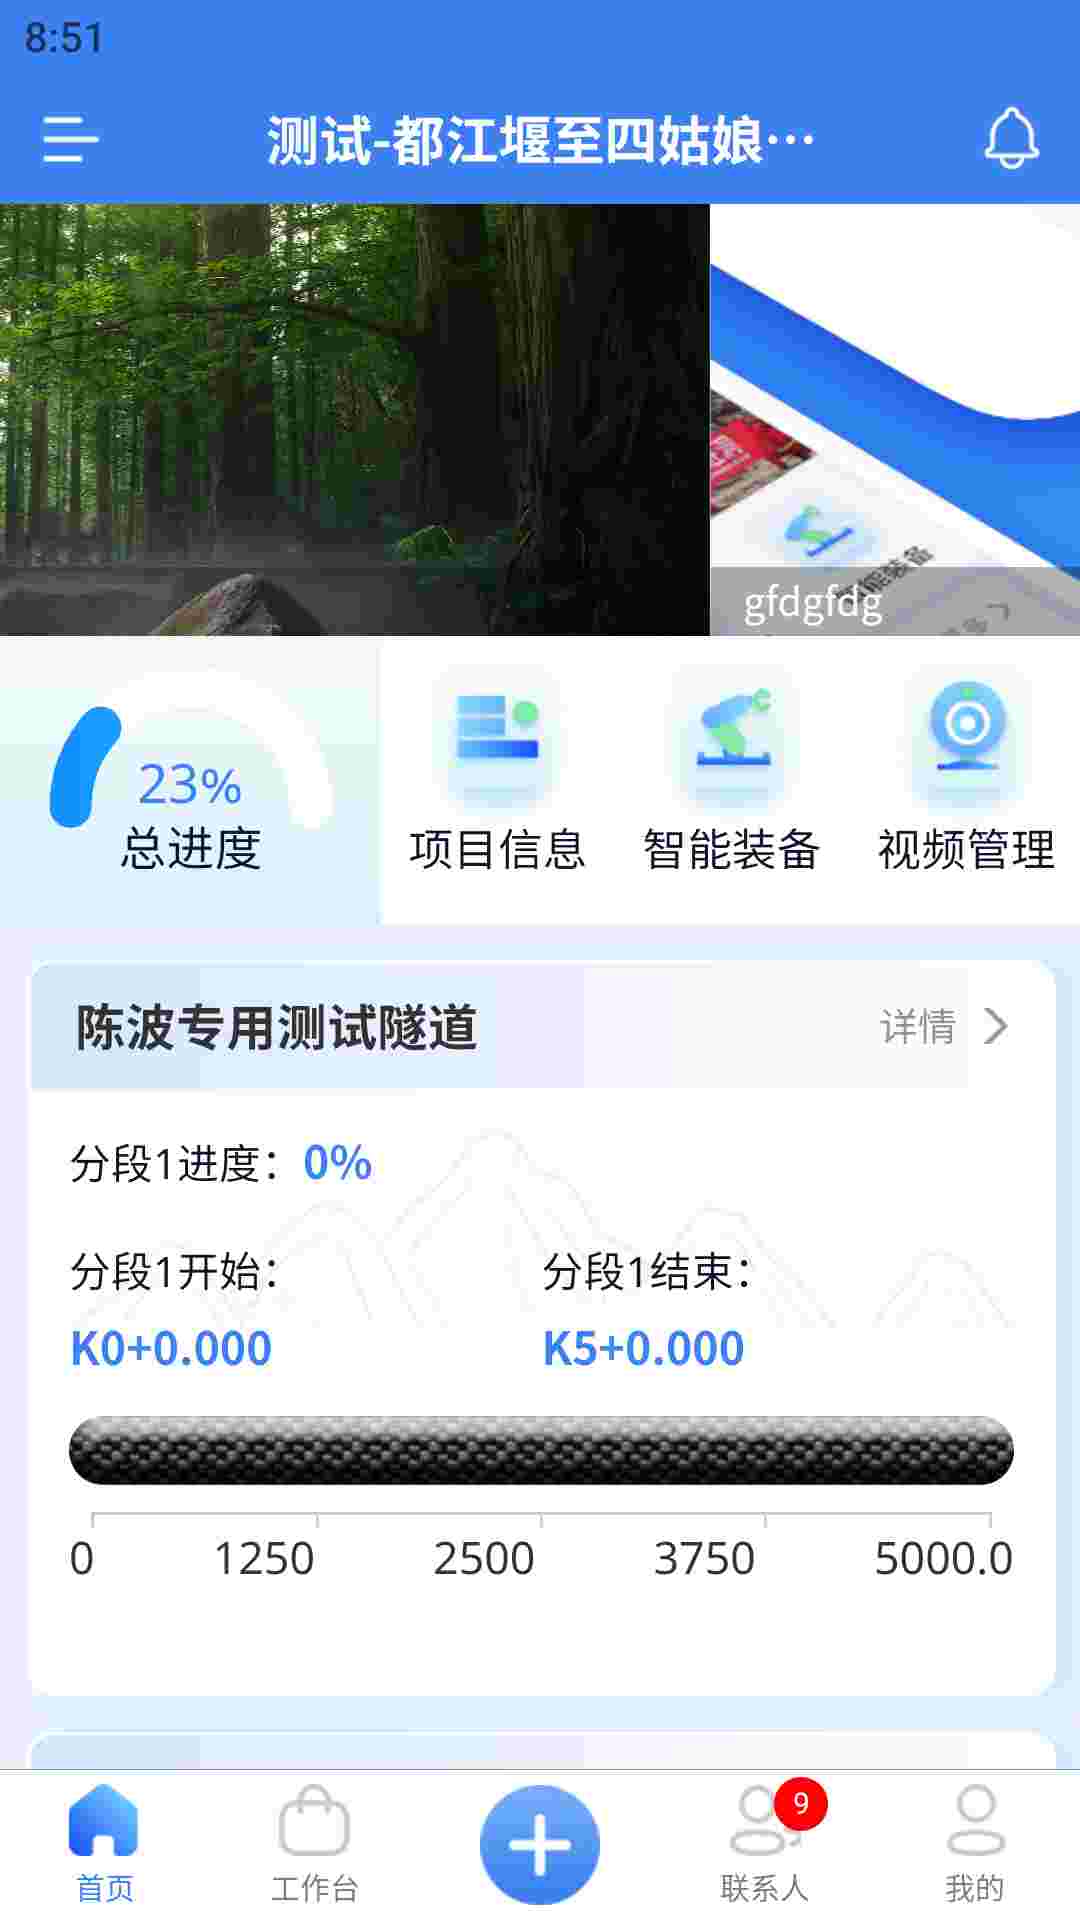 8:51
测试-都江堰至四姑娘···
gfdgfdg
23%
总进度
项目信息
智能装备
视频管理
陈波专用测试隧道
详情
分段1进度：0%
分段1开始：
分段1结束：
K0+0.000
K5+0.000
0 1250 2500 3750 5000.0
首页
工作台
9
联系人
我的